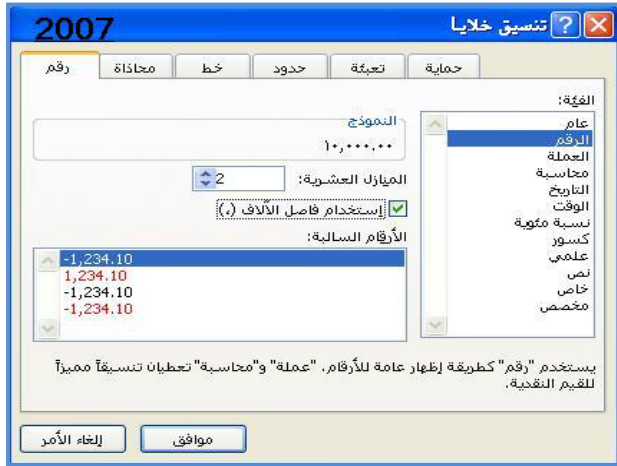 تنسيق خلايا
2007
رقم
محاذاة
خط
حدود
تعبئة
حماية
الفئة:
عام
الرقم
العملة
محاسبة
التاريخ
الوقت
نسبة مئوية
كسور
علمي
نص
خاص
مخصص
النموذج
١٠,٠٠٠,٠٠
المنازل العشرية:
2
إستخدام فاصل الآلاف (,)
الأرقام السالبة:
-1,234.10
1,234.10
-1,234.10
-1,234.10
يستخدم "رقم" كطريقة إظهار عامة للأرقام. "عملة" و"محاسبة" تعطيان تنسيقاً مميزاً
للقيم النقدية.
موافق
إلغاء الأمر